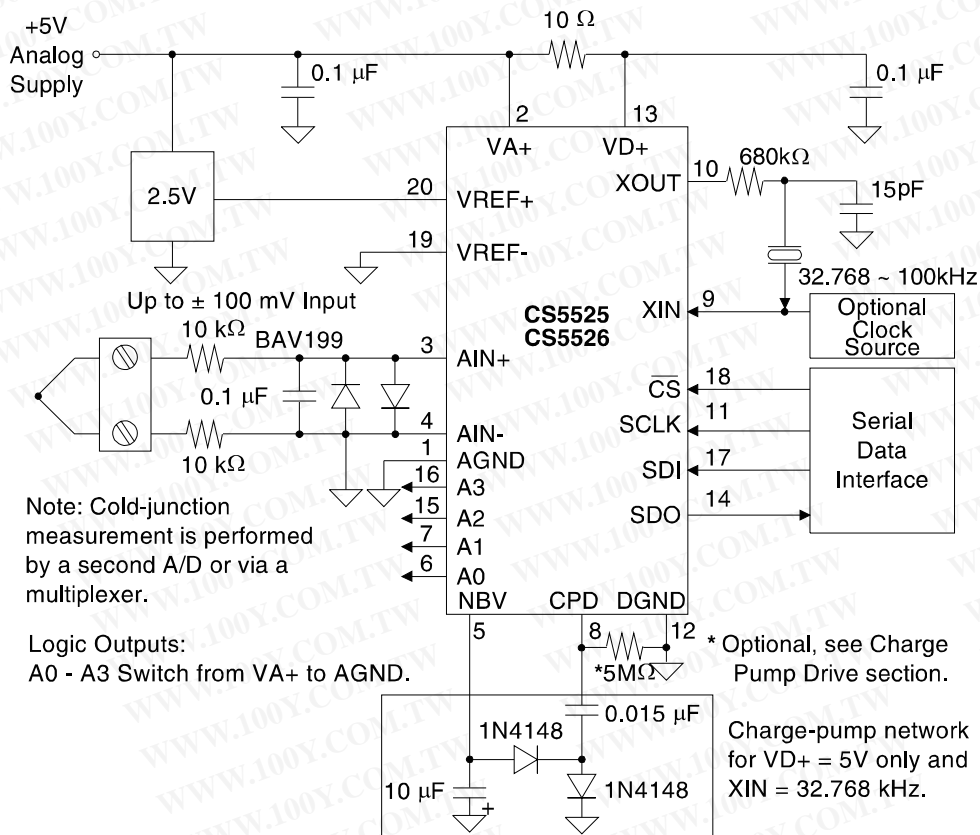 +5V
Analog
Supply
0.1 µF
10 Ω
0.1 µF
2
13
VA+
VD+
2.5V
20
VREF+
19
VREF-
XOUT
10
680kΩ
15pF
32.768 ~ 100kHz
Up to ± 100 mV Input
CS5525
CS5526
XIN
9
Optional
Clock
Source
10 kΩ
BAV199
3
AIN+
0.1 µF
4
AIN-
10 kΩ
1
AGND
16
A3
15
A2
7
A1
6
A0
CS
18
SCLK
11
SDI
17
SDO
14
Serial
Data
Interface
Note: Cold-junction
measurement is performed
by a second A/D or via a
multiplexer.
Logic Outputs:
A0 - A3 Switch from VA+ to AGND.
NBV
CPD
DGND
5
8
12
*5MΩ
* Optional, see Charge
Pump Drive section.
0.015 µF
1N4148
1N4148
10 µF
+
Charge-pump network
for VD+ = 5V only and
XIN = 32.768 kHz.
WWW.100Y.COM.TW